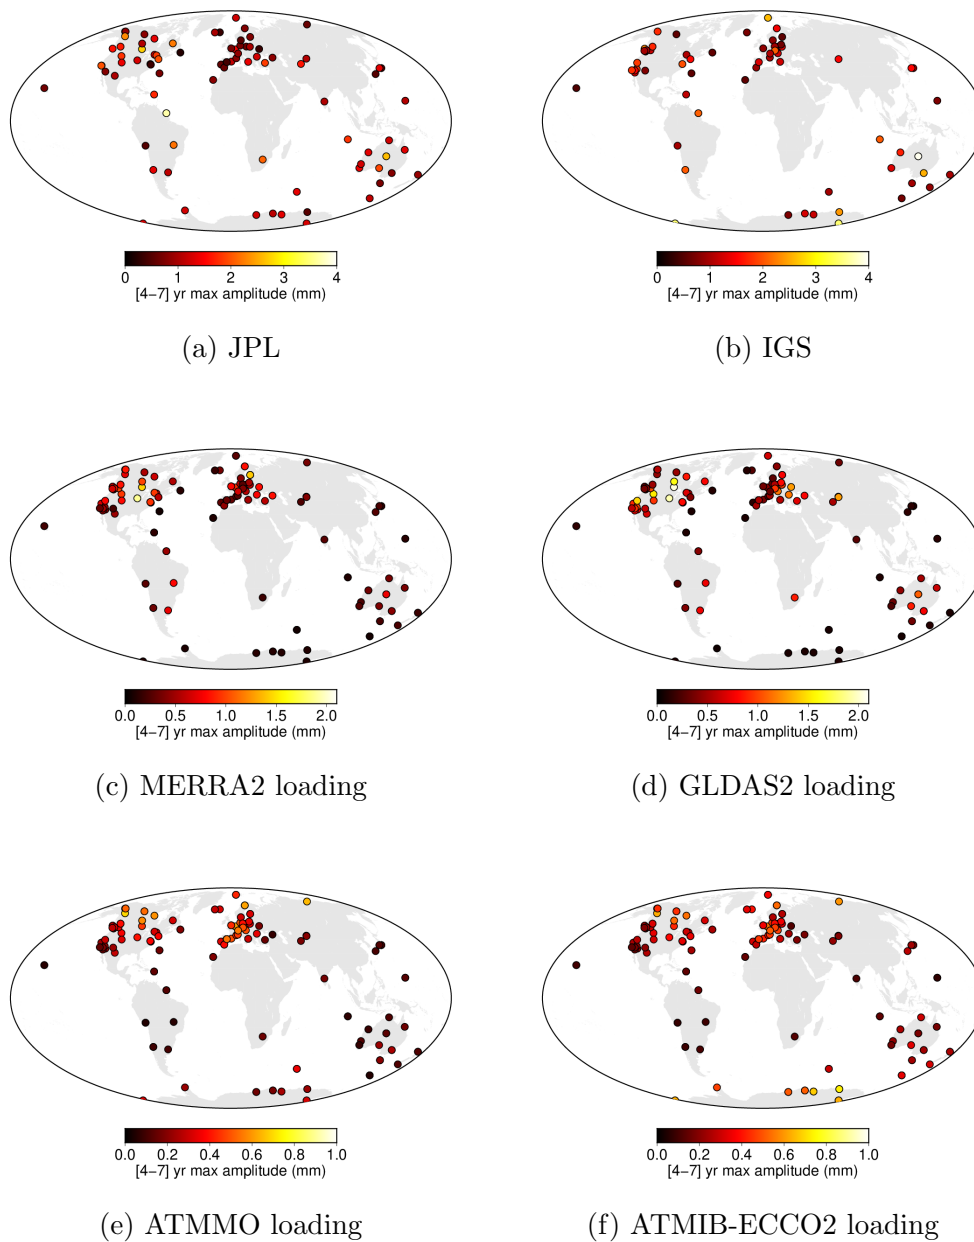 0 1 2 3 4
[4−7] yr max amplitude (mm)
(a) JPL
0 1 2 3 4
[4−7] yr max amplitude (mm)
(b) IGS
0.0 0.5 1.0 1.5 2.0
[4−7] yr max amplitude (mm)
(c) MERRA2 loading
0.0 0.5 1.0 1.5 2.0
[4−7] yr max amplitude (mm)
(d) GLDAS2 loading
0.0 0.2 0.4 0.6 0.8 1.0
[4−7] yr max amplitude (mm)
(e) ATMMO loading
0.0 0.2 0.4 0.6 0.8 1.0
[4−7] yr max amplitude (mm)
(f) ATMIB-ECCO2 loading